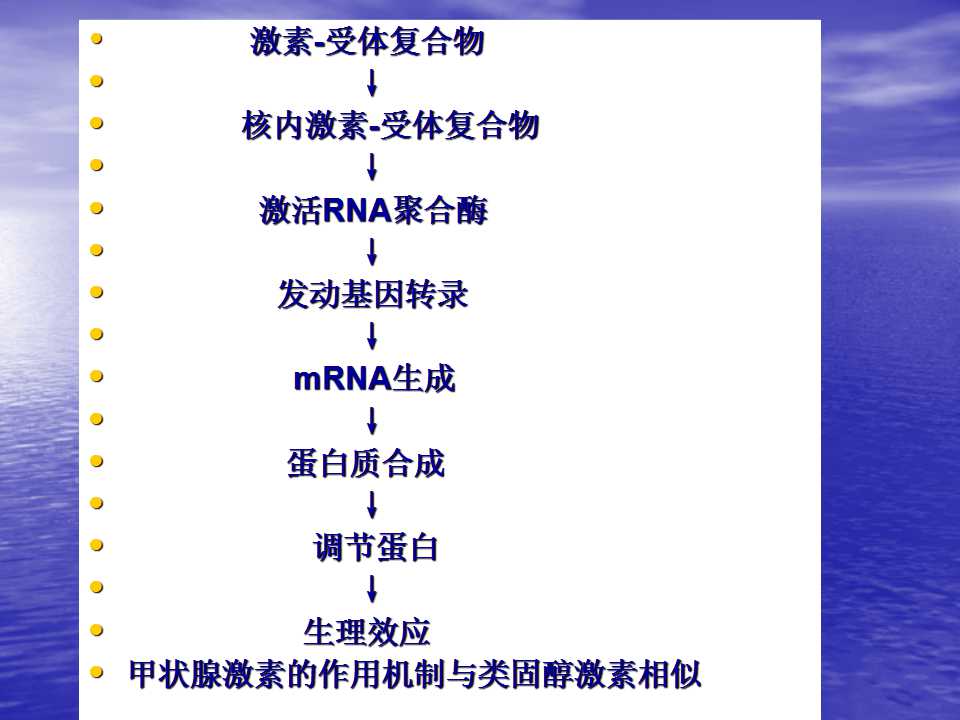 • 激素-受体复合物
• ↓
• 核内激素-受体复合物
• ↓
• 激活RNA聚合酶
• ↓
• 发动基因转录
• ↓
• mRNA生成
• ↓
• 蛋白质合成
• ↓
• 调节蛋白
• ↓
• 生理效应
• 甲状腺激素的作用机制与类固醇激素相似